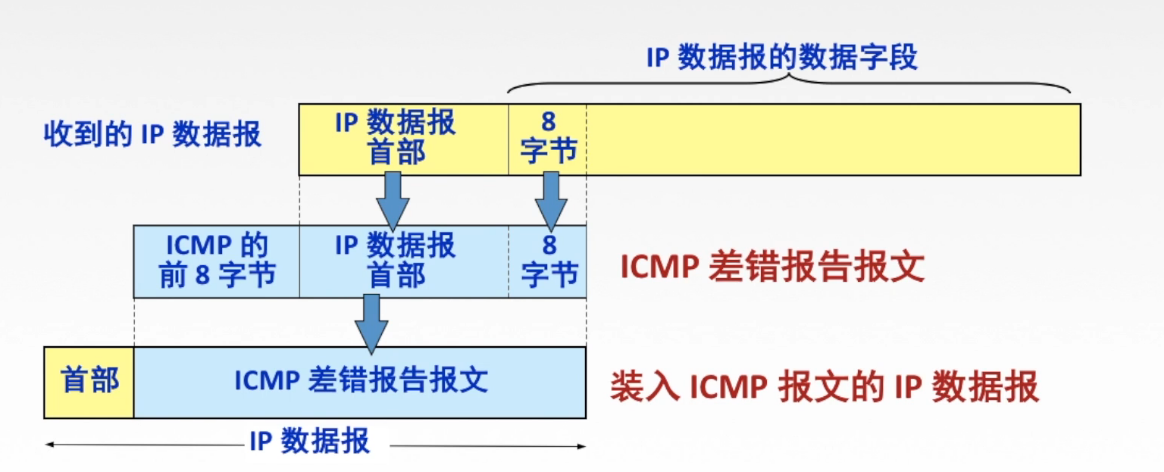 IP 数据报的数据字段
收到的 IP 数据报
IP 数据报
首部
8
字节
ICMP 的
前 8 字节
IP 数据报
首部
8
字节
ICMP 差错报告报文
首部
ICMP 差错报告报文
装入 ICMP 报文的 IP 数据报
IP 数据报